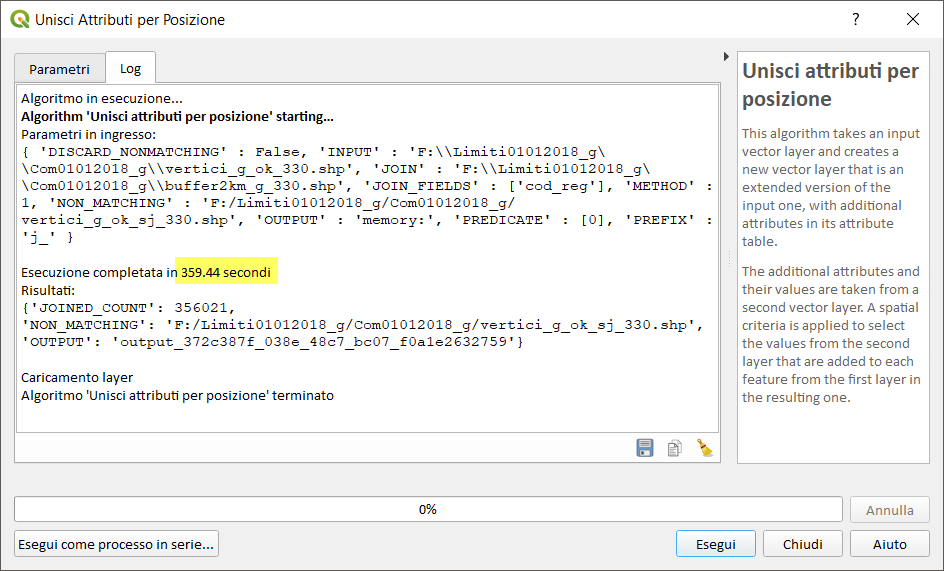 Unisci Attributi per Posizione
?
Parametri
Log
Algoritmo in esecuzione...
Algorithm 'Unisci attributi per posizione' starting...
Parametri in ingresso:
{ 'DISCARD_NONMATCHING' : False, 'INPUT' : 'F:\\Limiti01012018_g\
\Com01012018_g\\vertici_g_ok_330.shp', 'JOIN' : 'F:\\Limiti01012018_g\
\Com01012018_g\\buffer2km_g_330.shp', 'JOIN_FIELDS' : ['cod_reg'], 'METHOD' :
1, 'NON_MATCHING' : 'F:/Limiti01012018_g/Com01012018_g/
vertici_g_ok_sj_330.shp', 'OUTPUT' : 'memory:', 'PREDICATE' : [0], 'PREFIX' :
'j_' }
Esecuzione completata in 359.44 secondi
Risultati:
{'JOINED_COUNT': 356021,
'NON_MATCHING': 'F:/Limiti01012018_g/Com01012018_g/vertici_g_ok_sj_330.shp',
'OUTPUT': 'output_372c387f_038e_48c7_bc07_f0a1e2632759'}
Caricamento layer
Algoritmo 'Unisci attributi per posizione' terminato
Unisci attributi per
posizione
This algorithm takes an input
vector layer and creates a
new vector layer that is an
extended version of the
input one, with additional
attributes in its attribute
table.
The additional attributes and
their values are taken from a
second vector layer. A spatial
criteria is applied to select
the values from the second
layer that are added to each
feature from the first layer in
the resulting one.
0%
Annulla
Esegui come processo in serie...
Esegui
Chiudi
Aiuto